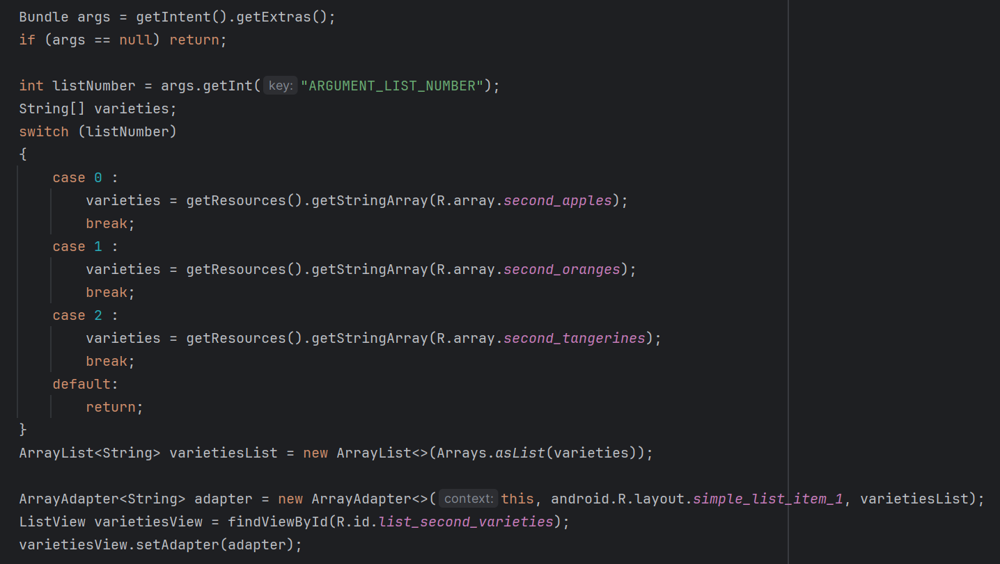 Bundle args = getIntent().getExtras();
if (args == null) return;
int listNumber = args.getInt( key: "ARGUMENT_LIST_NUMBER");
String[] varieties;
switch (listNumber)
{
case 0 :
varieties = getResources().getStringArray(R.array.second_apples);
break;
case 1 :
varieties = getResources().getStringArray(R.array.second_oranges);
break;
case 2 :
varieties = getResources().getStringArray(R.array.second_tangerines);
break;
default:
return;
}
ArrayList<String> varietiesList = new ArrayList<>(Arrays.asList(varieties));
ArrayAdapter<String> adapter = new ArrayAdapter<>( context: this, android.R.layout.simple_list_item_1, varietiesList);
ListView varietiesView = findViewById(R.id.list_second_varieties);
varietiesView.setAdapter(adapter);